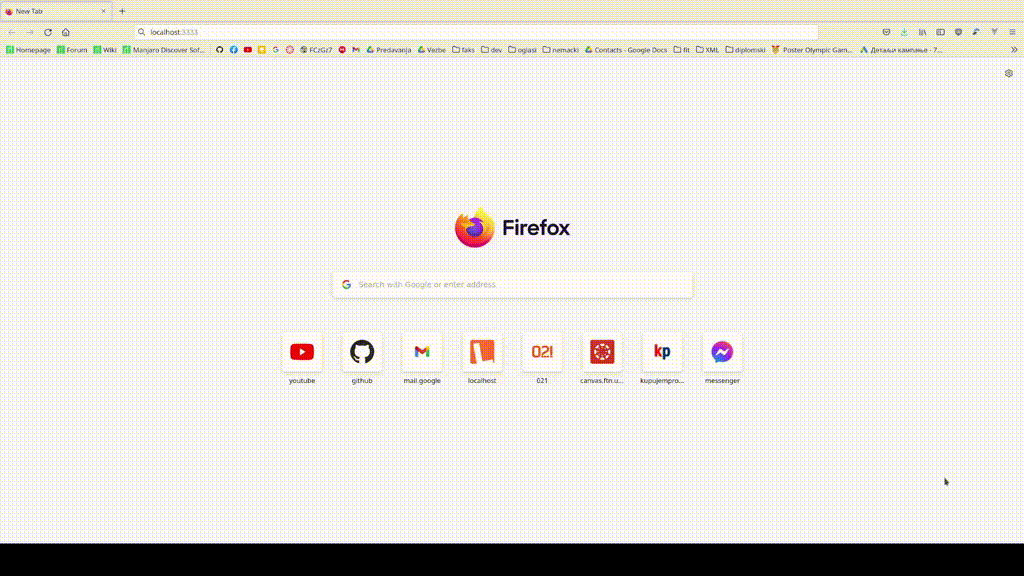 New Tab
localhost:3333
Homepage Forum Wiki Manjaro Discover Sof… FCzGz7 Predavanja Vezbe faks dev oglasi nemacki Contacts - Google Docs fit XML diplomski Poster Olympic Gam… Детаљи кампање - 7…
Firefox
Search with Google or enter address
youtube github mail.google localhost 021 canvas.ftn.u… kupujempro… messenger